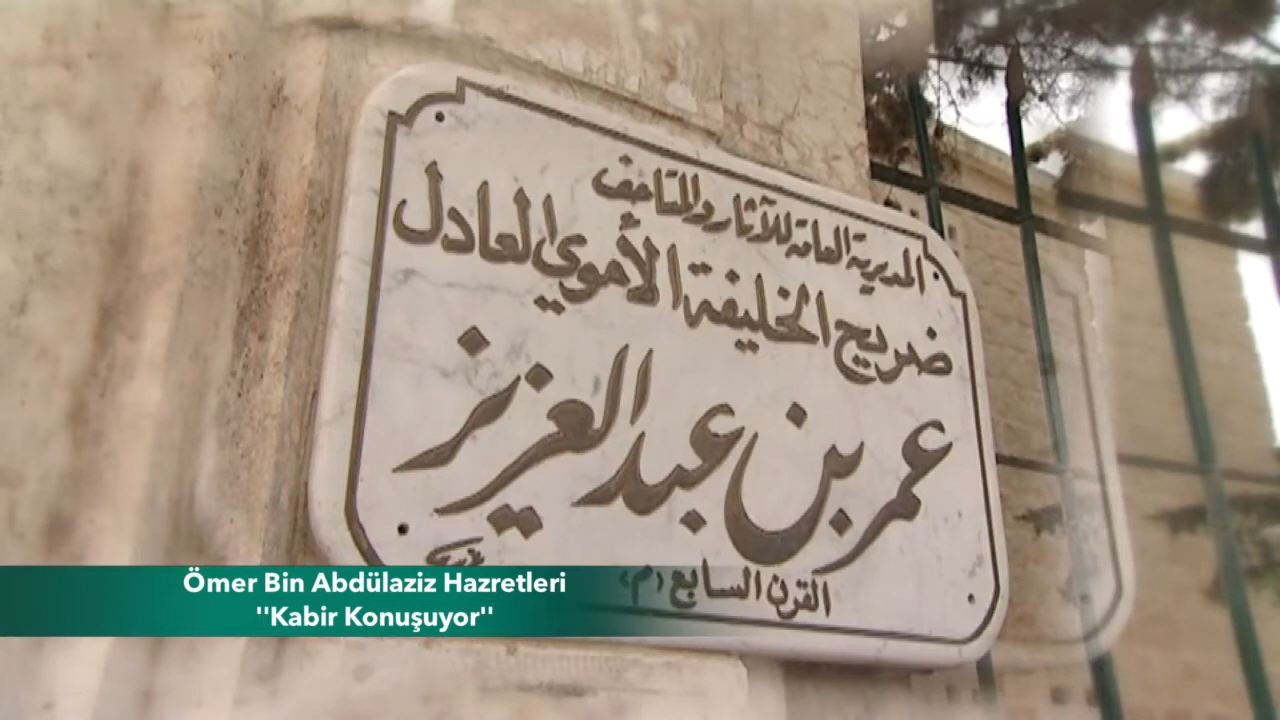 المديرية العامة للآثار والمتاحف
ضريح الخليفة الأموي العادل
عمر بن عبد العزيز
القرن السابع (م)
Ömer Bin Abdülaziz Hazretleri
"Kabir Konuşuyor"